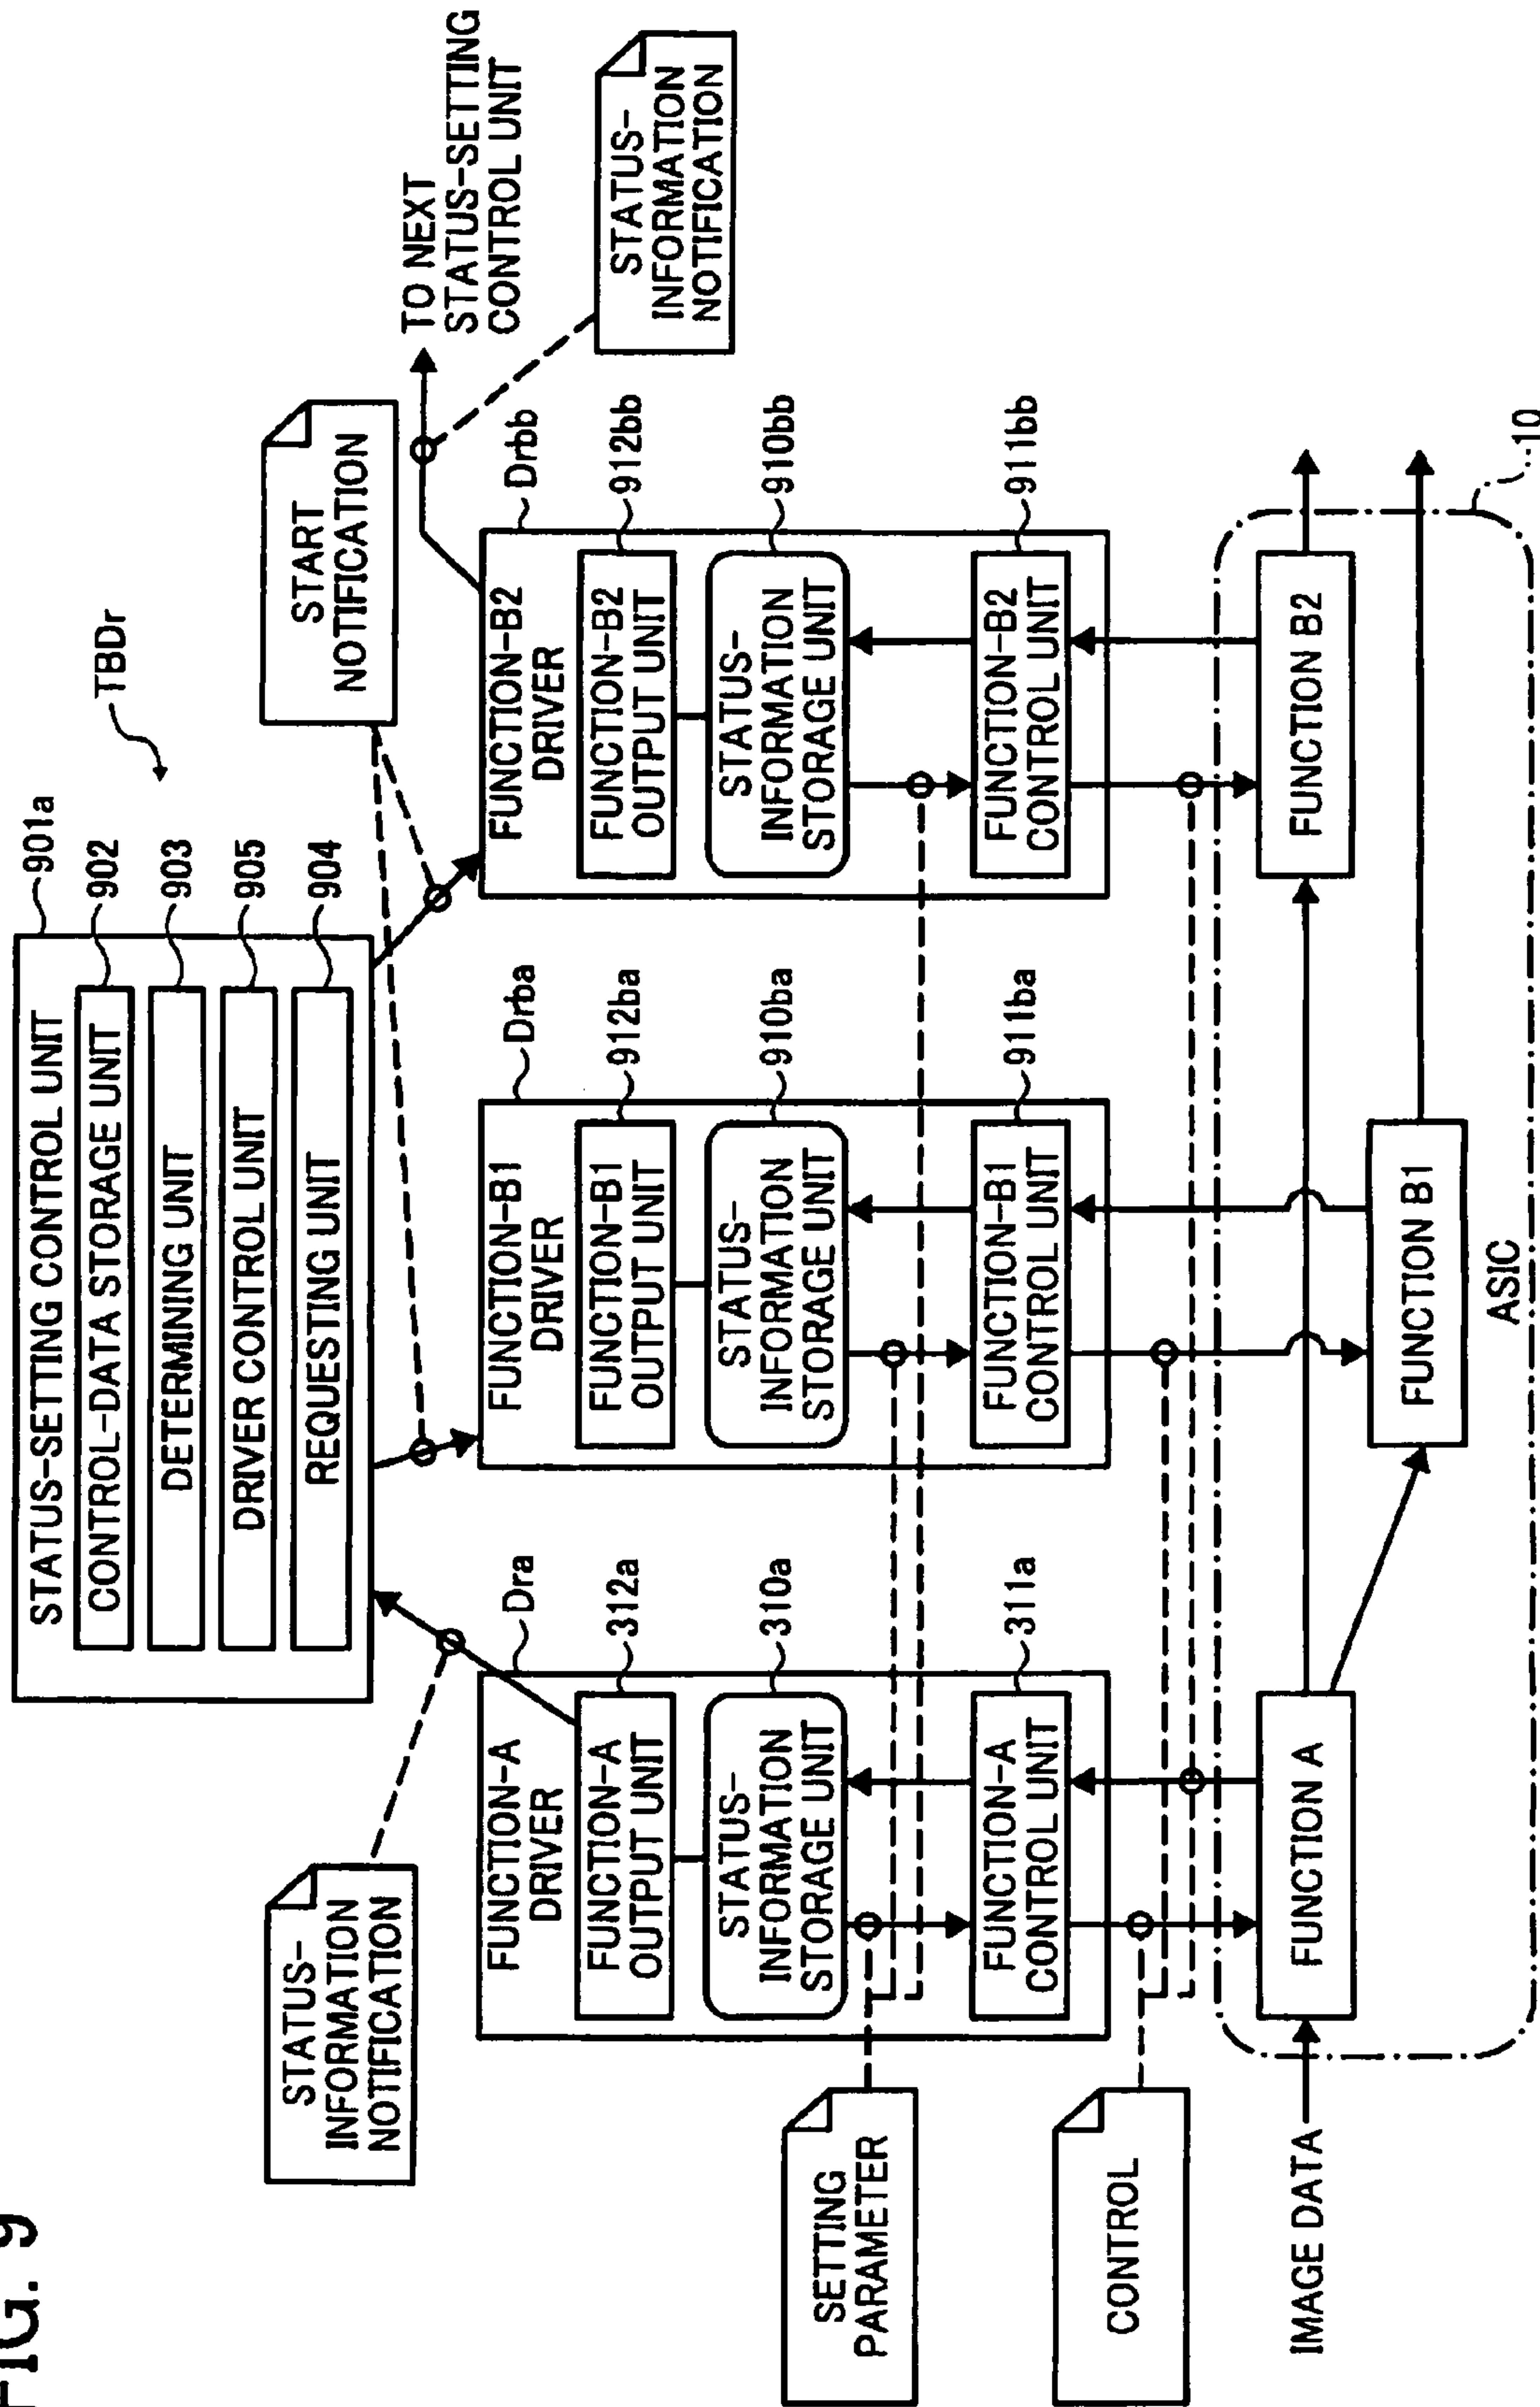 FIG. 9
STATUS-SETTING CONTROL UNIT
901a
CONTROL-DATA STORAGE UNIT
902
DETERMINING UNIT
903
DRIVER CONTROL UNIT
905
REQUESTING UNIT
904
TBDr
STATUS-
INFORMATION
NOTIFICATION
START
NOTIFICATION
TO NEXT
STATUS-SETTING
CONTROL UNIT
STATUS-
INFORMATION
NOTIFICATION
FUNCTION-A
DRIVER
Dra
FUNCTION-A
OUTPUT UNIT
312a
STATUS-
INFORMATION
STORAGE UNIT
310a
FUNCTION-A
CONTROL UNIT
311a
FUNCTION-B1
DRIVER
Drba
FUNCTION-B1
OUTPUT UNIT
912ba
STATUS-
INFORMATION
STORAGE UNIT
910ba
FUNCTION-B1
CONTROL UNIT
911ba
FUNCTION-B2
DRIVER
Drbb
FUNCTION-B2
OUTPUT UNIT
912bb
STATUS-
INFORMATION
STORAGE UNIT
910bb
FUNCTION-B2
CONTROL UNIT
911bb
SETTING
PARAMETER
CONTROL
IMAGE DATA
FUNCTION A
FUNCTION B1
FUNCTION B2
ASIC
10